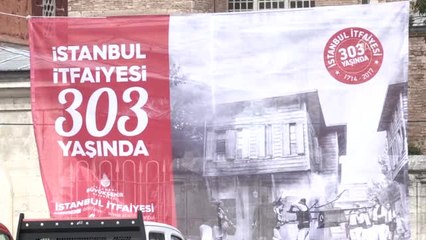 İSTANBUL
İTFAİYESİ
303
YAŞINDA
İSTANBUL İTFAİYESİ
İSTANBUL İTFAİYESİ
303
YAŞINDA
1714 - 2017